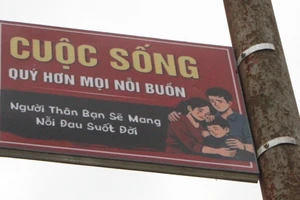 CUỘC SỐNG
QUÝ HƠN MỌI NỖI BUỒN
Người Thân Bạn Sẽ Mang
Nỗi Đau Suốt Đời